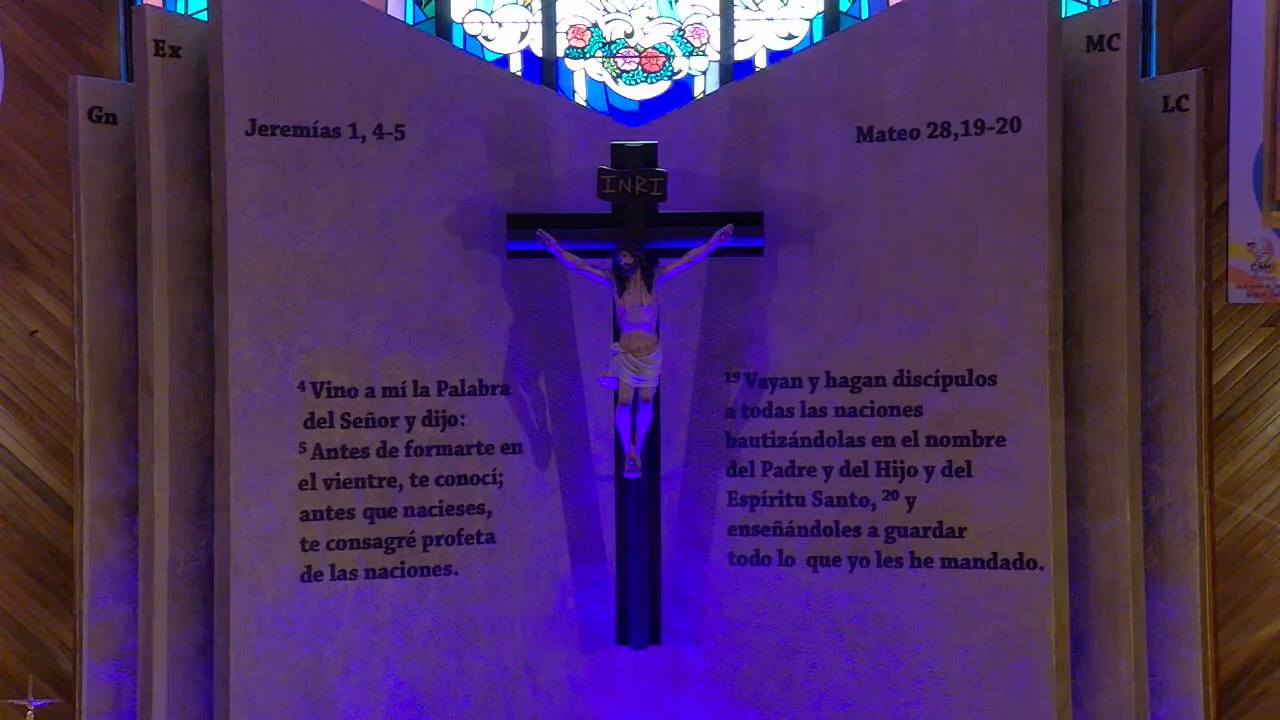 Gn
Ex
Jeremías 1, 4-5
⁴ Vino a mí la Palabra
del Señor y dijo:
⁵ Antes de formarte en
el vientre, te conocí;
antes que nacieses,
te consagré profeta
de las naciones.
INRI
Mateo 28,19-20
¹⁹ Vayan y hagan discípulos
a todas las naciones
bautizándolas en el nombre
del Padre y del Hijo y del
Espíritu Santo, ²⁰ y
enseñándoles a guardar
todo lo que yo les he mandado.
MC
LC
CAM